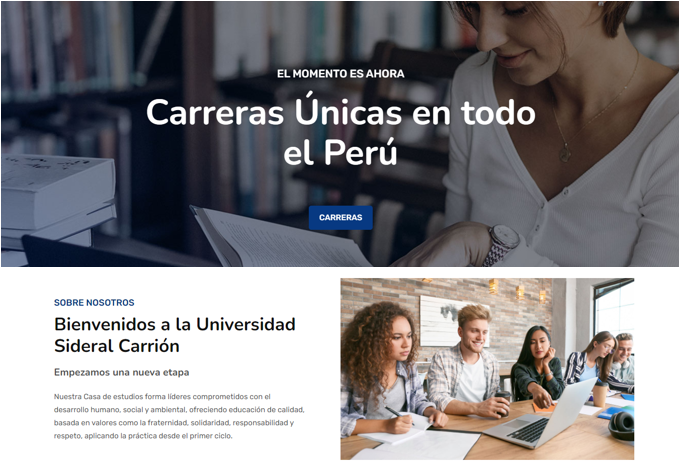 EL MOMENTO ES AHORA
Carreras Únicas en todo
el Perú
CARRERAS
SOBRE NOSOTROS
Bienvenidos a la Universidad
Sideral Carrión
Empezamos una nueva etapa
Nuestra Casa de estudios forma líderes comprometidos con el
desarrollo humano, social y ambiental, ofreciendo educación de calidad,
basada en valores como la fraternidad, solidaridad, responsabilidad y
respeto, aplicando la práctica desde el primer ciclo.